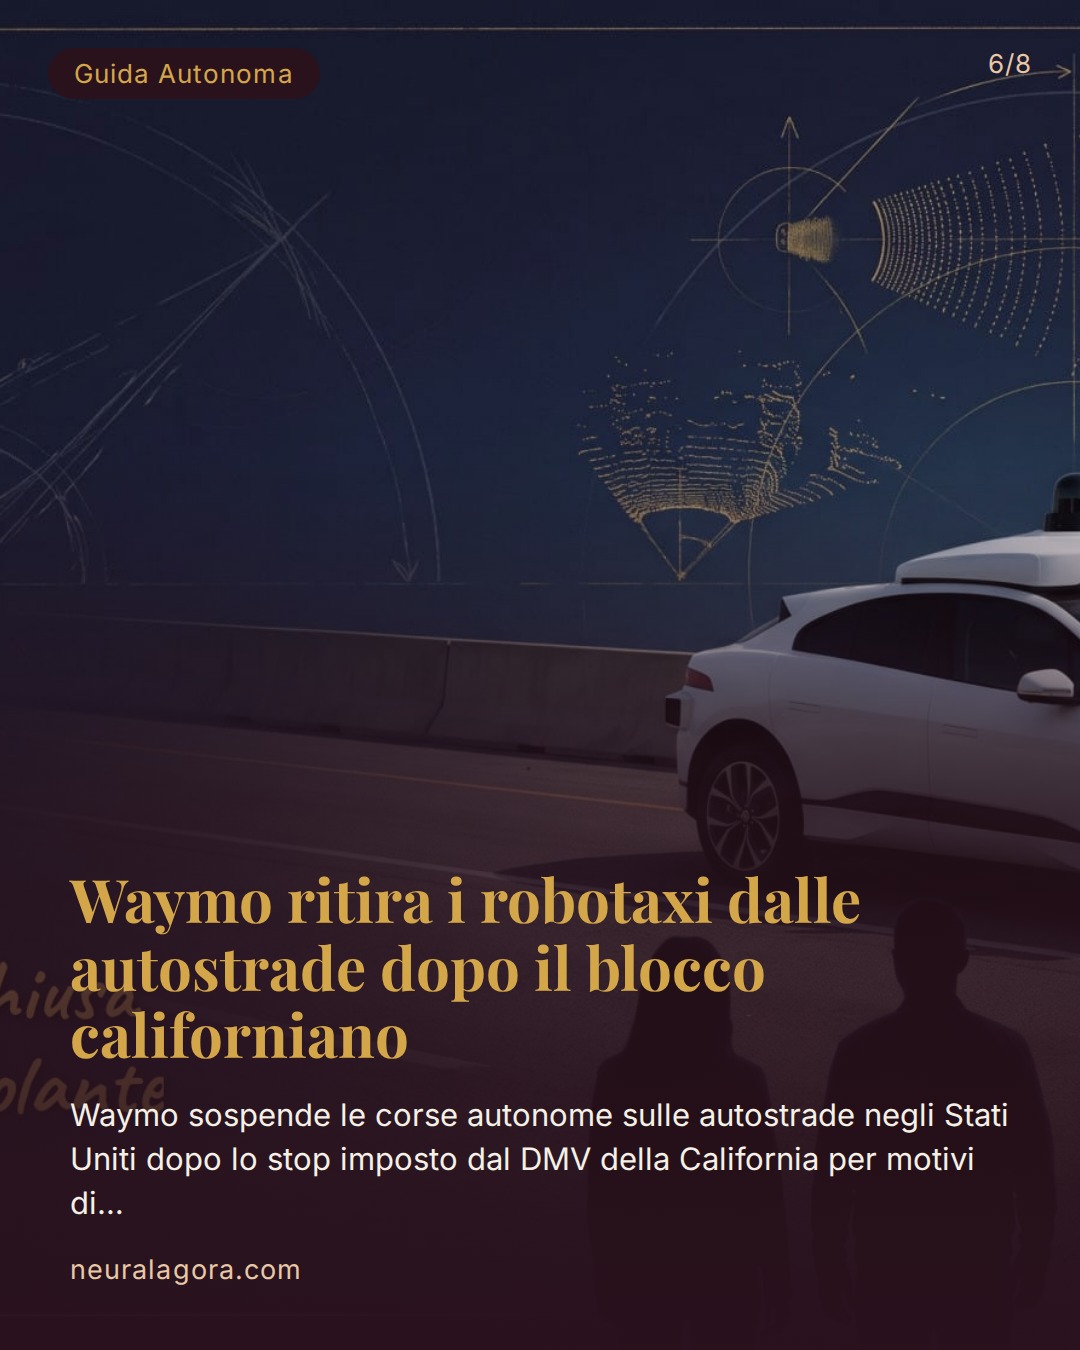 Guida Autonoma
6/8
Waymo ritira i robotaxi dalle
autostrade dopo il blocco
californiano
Waymo sospende le corse autonome sulle autostrade negli Stati
Uniti dopo lo stop imposto dal DMV della California per motivi
di...
neuralagora.com